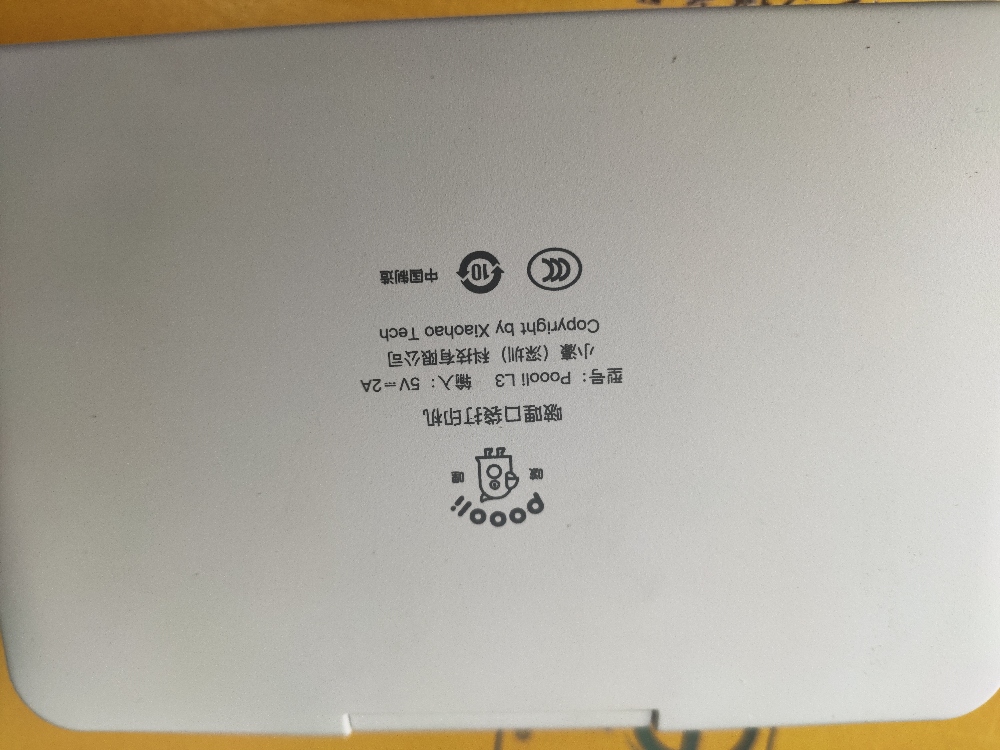 poooli
啵 哩
啵哩口袋打印机
型号：Poooli L3 输入：5V⎓2A
小濠（深圳）科技有限公司
Copyright by Xiaohao Tech
CCC 10 中国制造